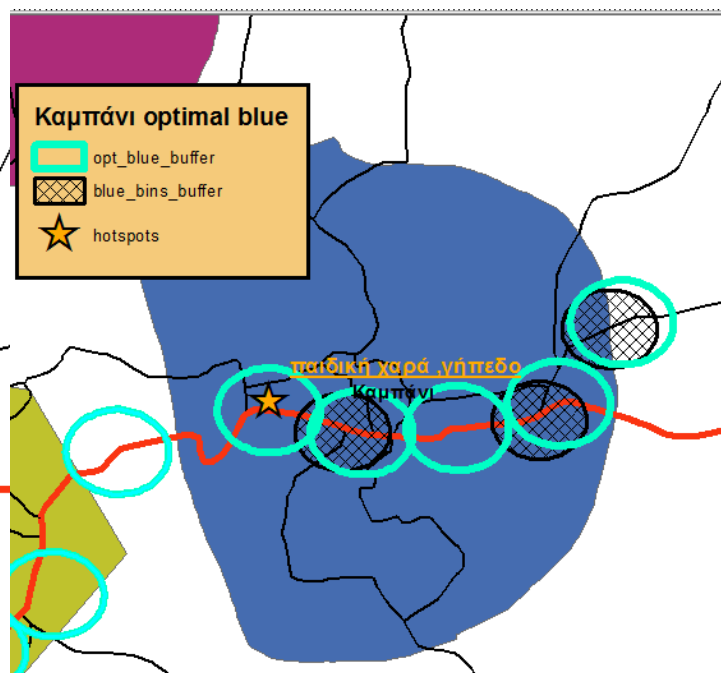 Καμπάνι optimal blue
opt_blue_buffer
blue_bins_buffer
hotspots
παιδική χαρά ,γήπεδο
Καμπάνι